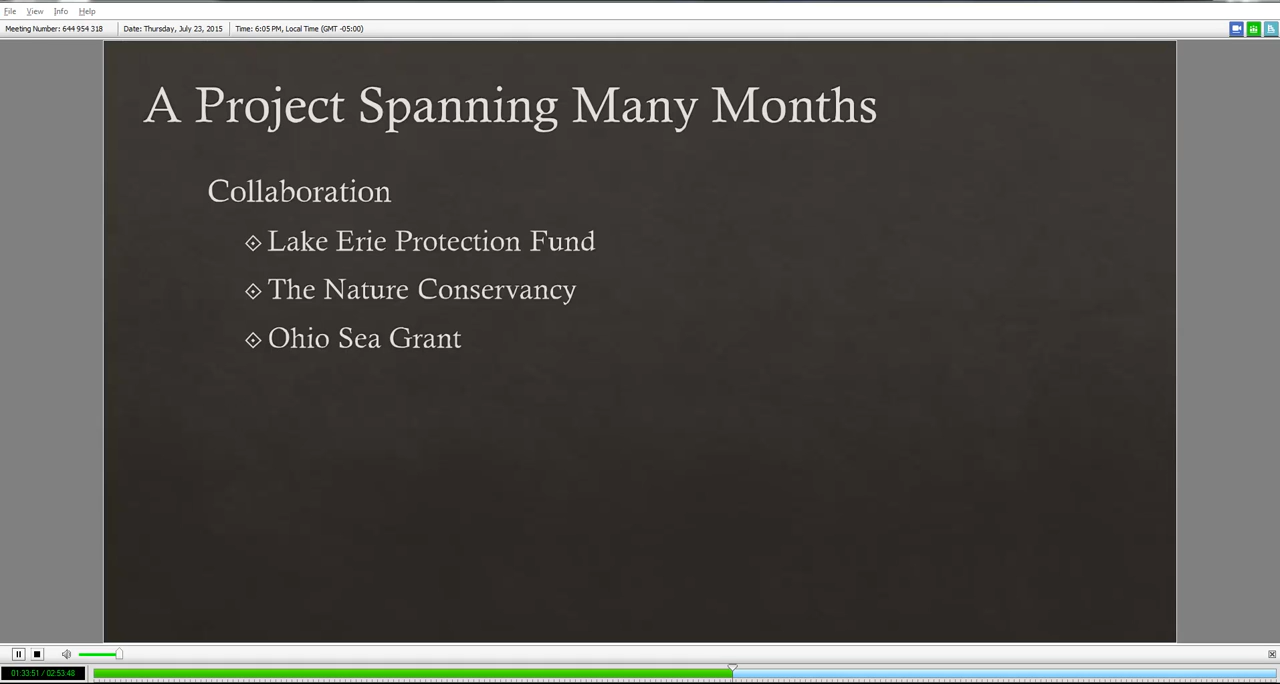 File View Info Help
Meeting Number: 644 954 318 Date: Thursday, July 23, 2015 Time: 6:05 PM, Local Time (GMT -05:00)
A Project Spanning Many Months
Collaboration
Lake Erie Protection Fund
The Nature Conservancy
Ohio Sea Grant
01:33:51 / 02:53:48